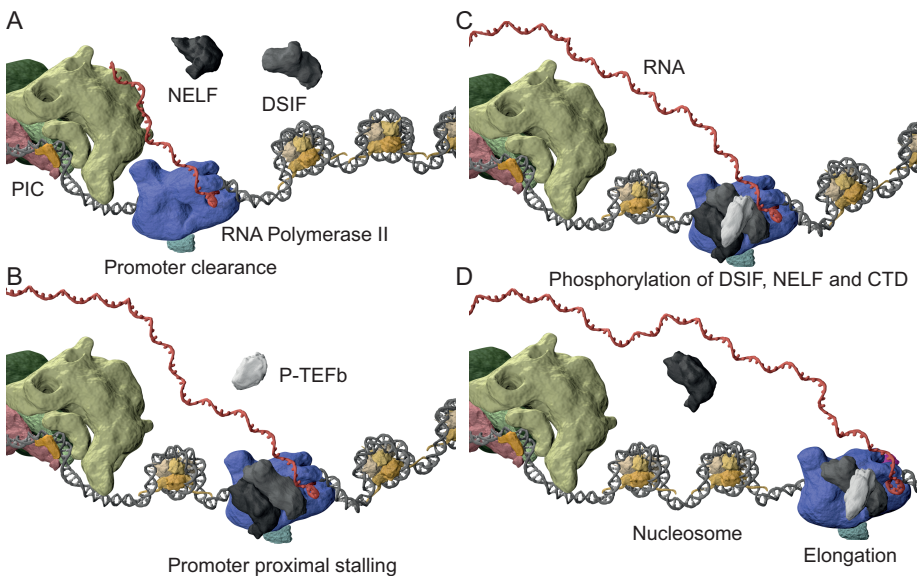 A
NELF
DSIF
PIC
RNA Polymerase II
Promoter clearance
B
P-TEFb
Promoter proximal stalling
C
RNA
Phosphorylation of DSIF, NELF and CTD
D
Nucleosome
Elongation